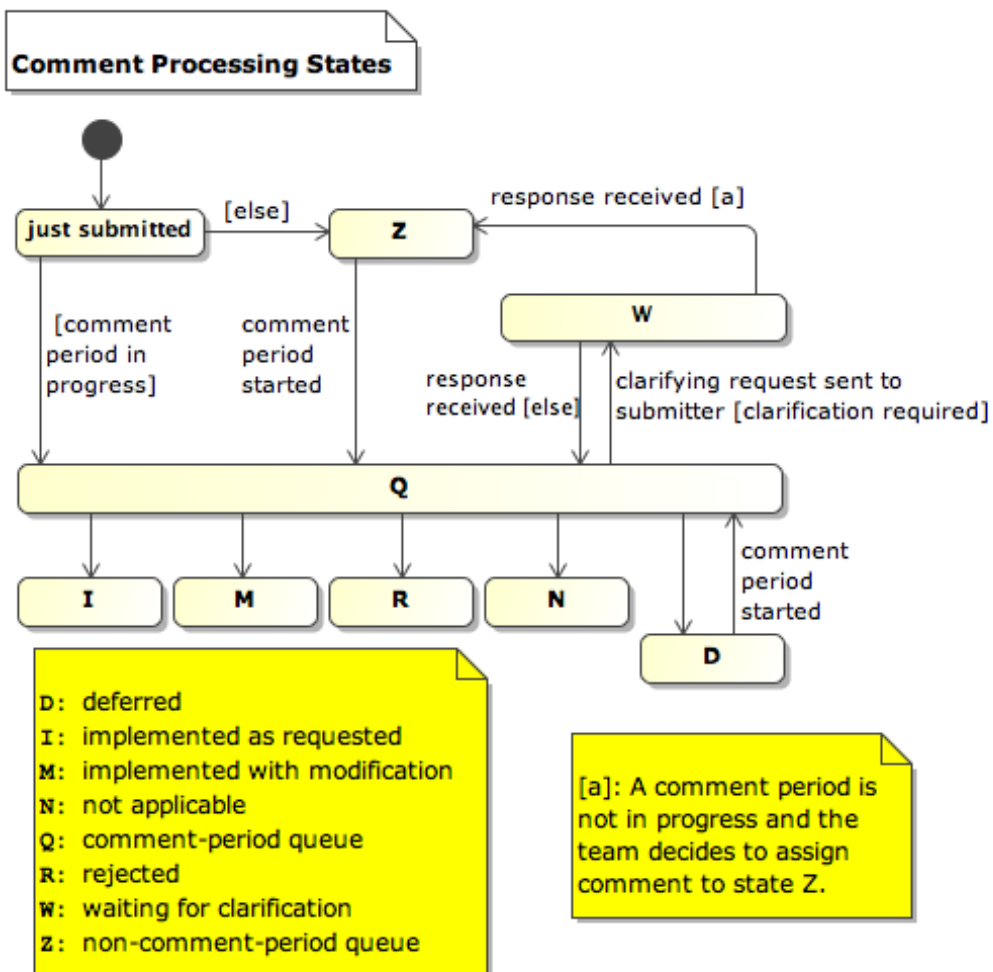 Comment Processing States
just submitted
[else]
Z
response received [a]
W
[comment
period in
progress]
comment
period
started
response
received [else]
clarifying request sent to
submitter [clarification required]
Q
I
M
R
N
comment
period
started
D
D: deferred
I: implemented as requested
M: implemented with modification
N: not applicable
Q: comment-period queue
R: rejected
W: waiting for clarification
Z: non-comment-period queue
[a]: A comment period is
not in progress and the
team decides to assign
comment to state Z.